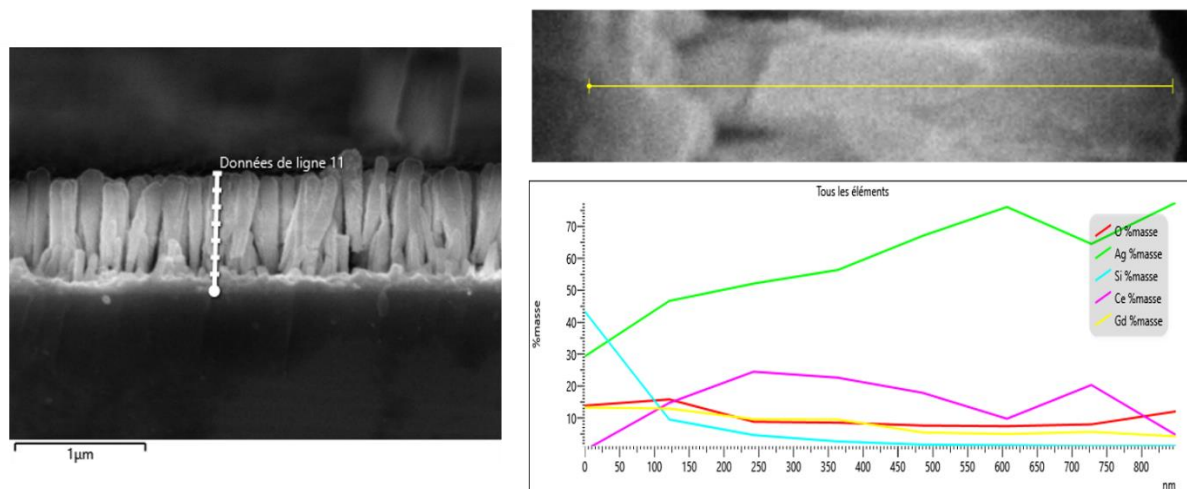 Données de ligne 11
1µm
Tous les éléments
%masse
70
60
50
40
30
20
10
0 50 100 150 200 250 300 350 400 450 500 550 600 650 700 750 800
nm
O %masse
Ag %masse
Si %masse
Ce %masse
Gd %masse